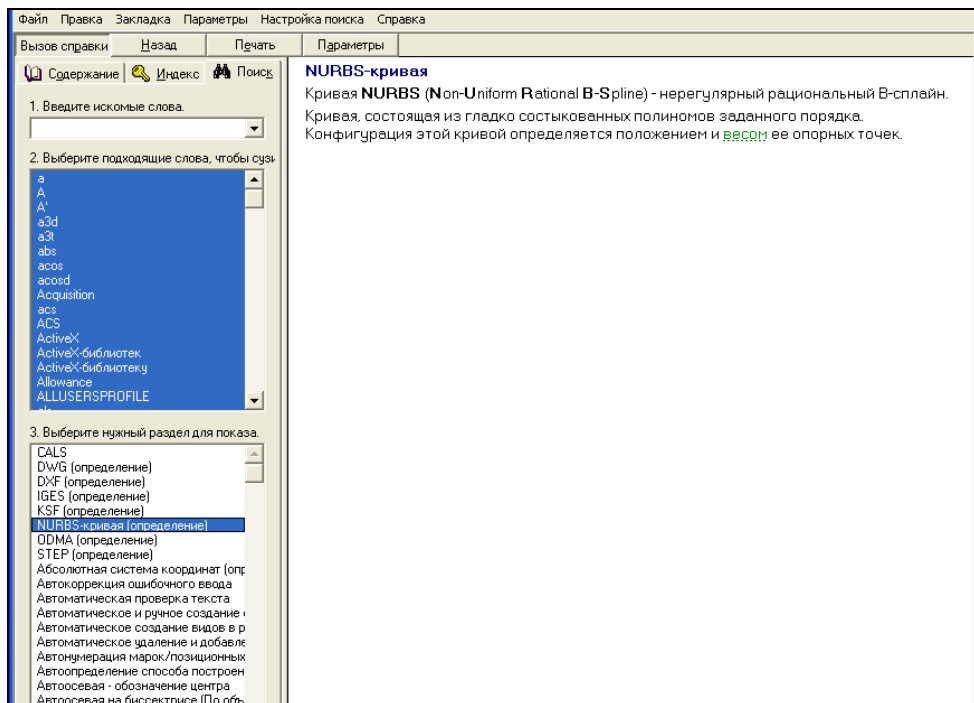 Файл Правка Закладка Параметры Настройка поиска Справка
Вызов справки Назад Печать Параметры
Содержание Индекс Поиск
1. Введите искомые слова.
2. Выберите подходящие слова, чтобы сузи
a
A
A'
a3d
a3t
abs
acos
acosd
Acquisition
acs
ACS
ActiveX
ActiveX-библиотек
ActiveX-библиотеку
Allowance
ALLUSERSPROFILE
3. Выберите нужный раздел для показа.
CALS
DWG (определение)
DXF (определение)
IGES (определение)
KSF (определение)
NURBS-кривая (определение)
ODMA (определение)
STEP (определение)
Абсолютная система координат (опр
Автокоррекция ошибочного ввода
Автоматическая проверка текста
Автоматическое и ручное создание
Автоматическое создание видов в р
Автоматическое удаление и добавле
Автонумерация марок/позиционных
Автоопределение способа построен
Автоосевая - обозначение центра
Автоосевая на биссектрисе (По объ
NURBS-кривая
Кривая NURBS (Non-Uniform Rational B-Spline) - нерегулярный рациональный В-сплайн.
Кривая, состоящая из гладко состыкованных полиномов заданного порядка.
Конфигурация этой кривой определяется положением и весом ее опорных точек.